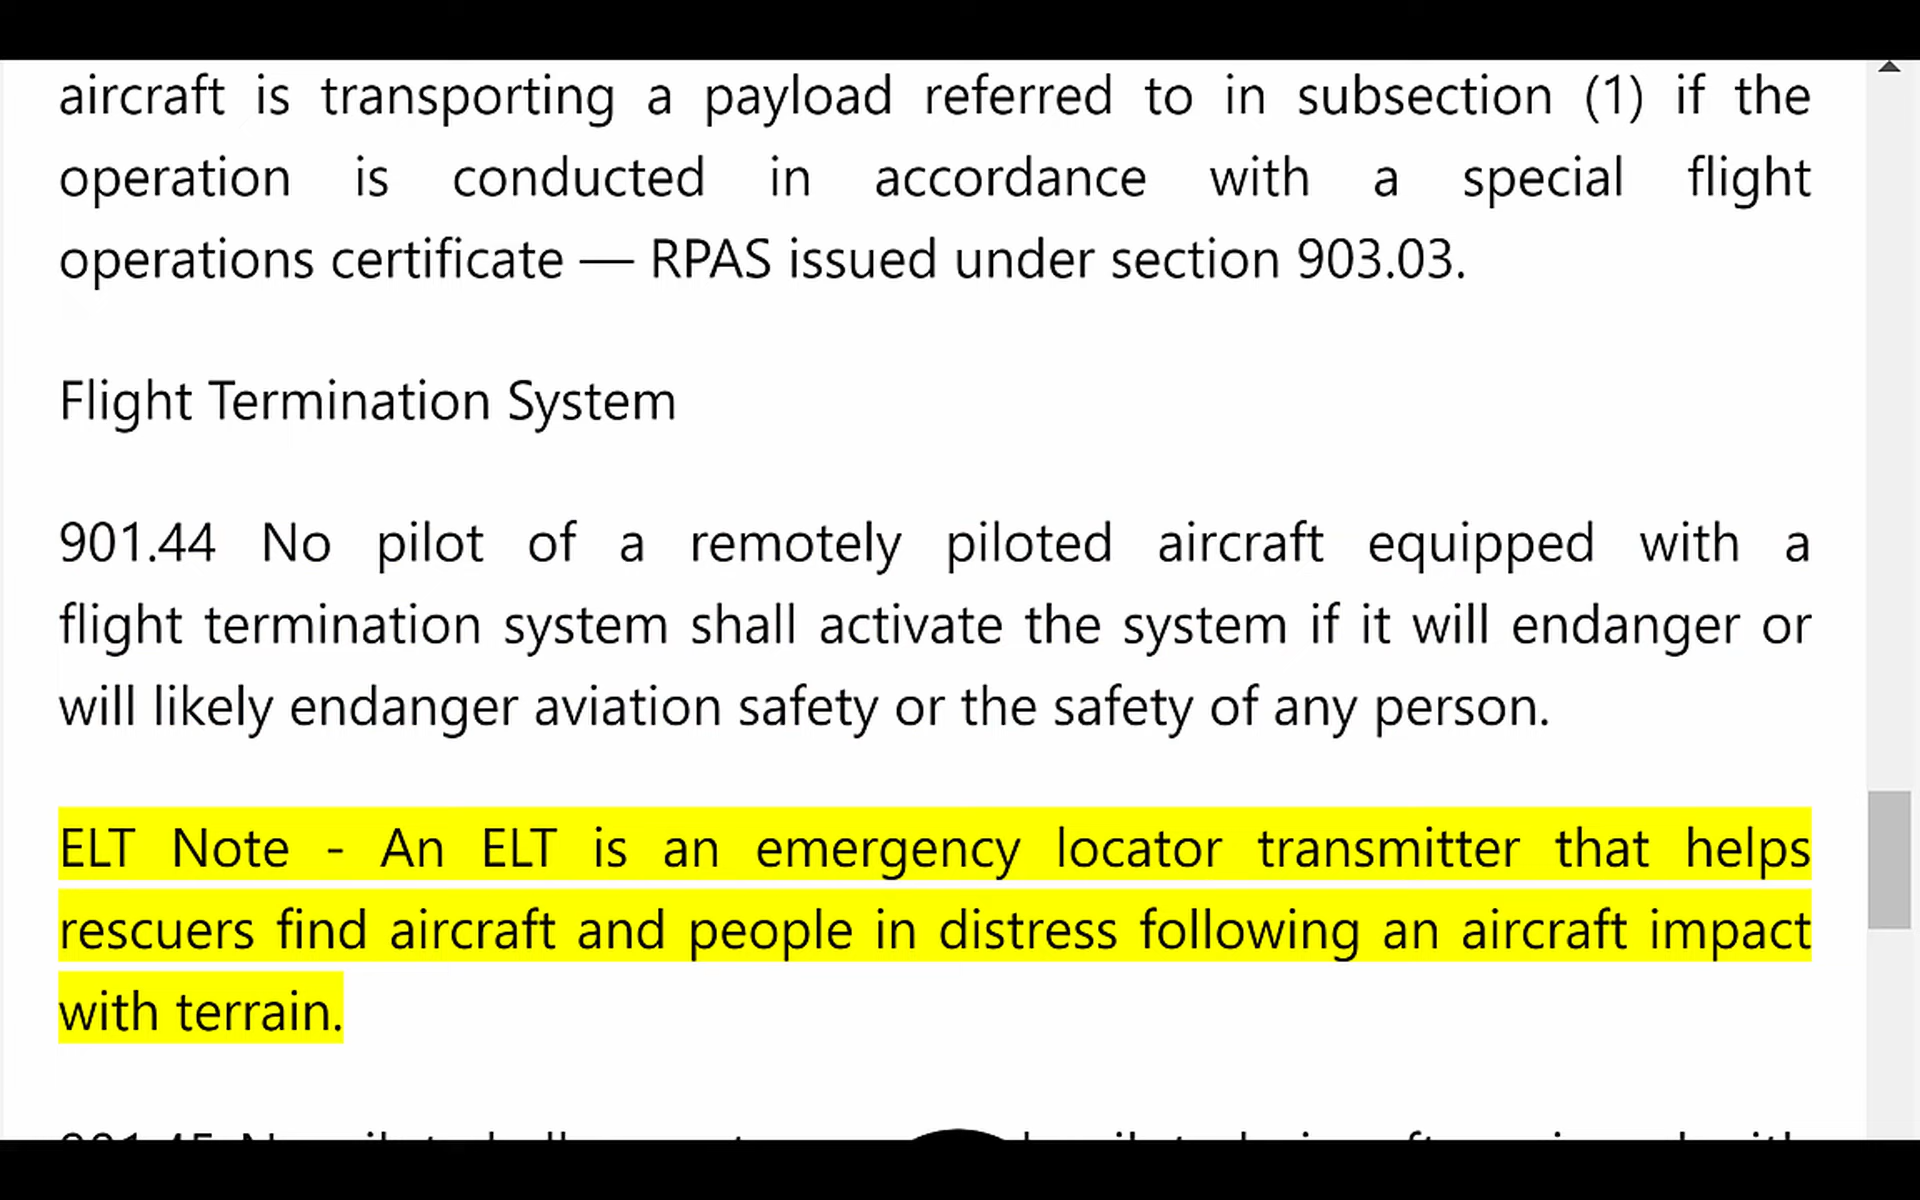 aircraft is transporting a payload referred to in subsection (1) if the
operation is conducted in accordance with a special flight
operations certificate — RPAS issued under section 903.03.
Flight Termination System
901.44 No pilot of a remotely piloted aircraft equipped with a
flight termination system shall activate the system if it will endanger or
will likely endanger aviation safety or the safety of any person.
ELT Note - An ELT is an emergency locator transmitter that helps
rescuers find aircraft and people in distress following an aircraft impact
with terrain.